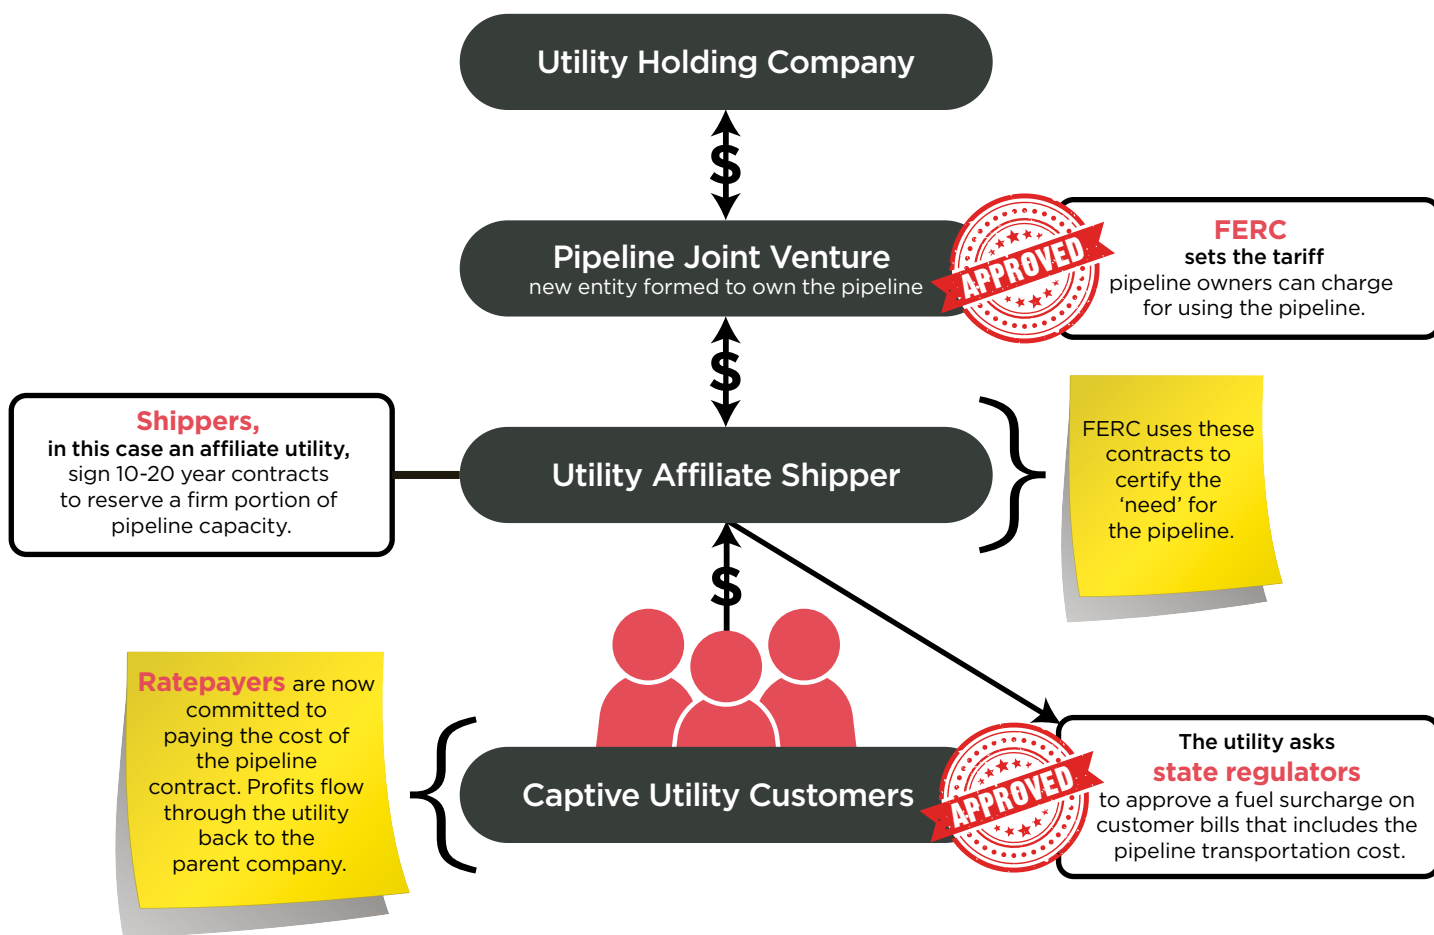 Utility Holding Company
$
Pipeline Joint Venture
new entity formed to own the pipeline
APPROVED
FERC
sets the tariff
pipeline owners can charge
for using the pipeline.
$
Shippers,
in this case an affiliate utility,
sign 10-20 year contracts
to reserve a firm portion of
pipeline capacity.
Utility Affiliate Shipper
FERC uses these
contracts to
certify the
‘need’ for
the pipeline.
$
Ratepayers are now
committed to
paying the cost of
the pipeline
contract. Profits flow
through the utility
back to the
parent company.
Captive Utility Customers
APPROVED
The utility asks
state regulators
to approve a fuel surcharge on
customer bills that includes the
pipeline transportation cost.